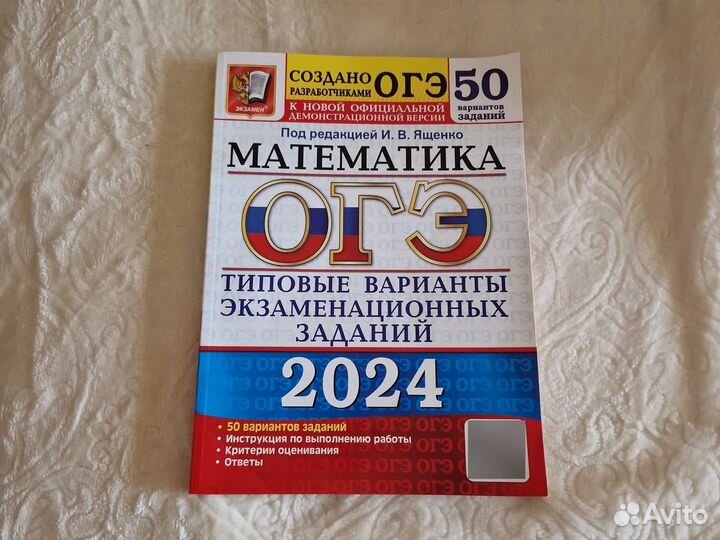 СОЗДАНО
РАЗРАБОТЧИКАМИ ОГЭ
К НОВОЙ ОФИЦИАЛЬНОЙ
ДЕМОНСТРАЦИОННОЙ ВЕРСИИ
50
вариантов
заданий
ЭКЗАМЕН
Под редакцией И. В. Ященко
МАТЕМАТИКА
ОГЭ
ТИПОВЫЕ ВАРИАНТЫ
ЭКЗАМЕНАЦИОННЫХ
ЗАДАНИЙ
2024
• 50 вариантов заданий
• Инструкция по выполнению работы
• Критерии оценивания
• Ответы
Avito